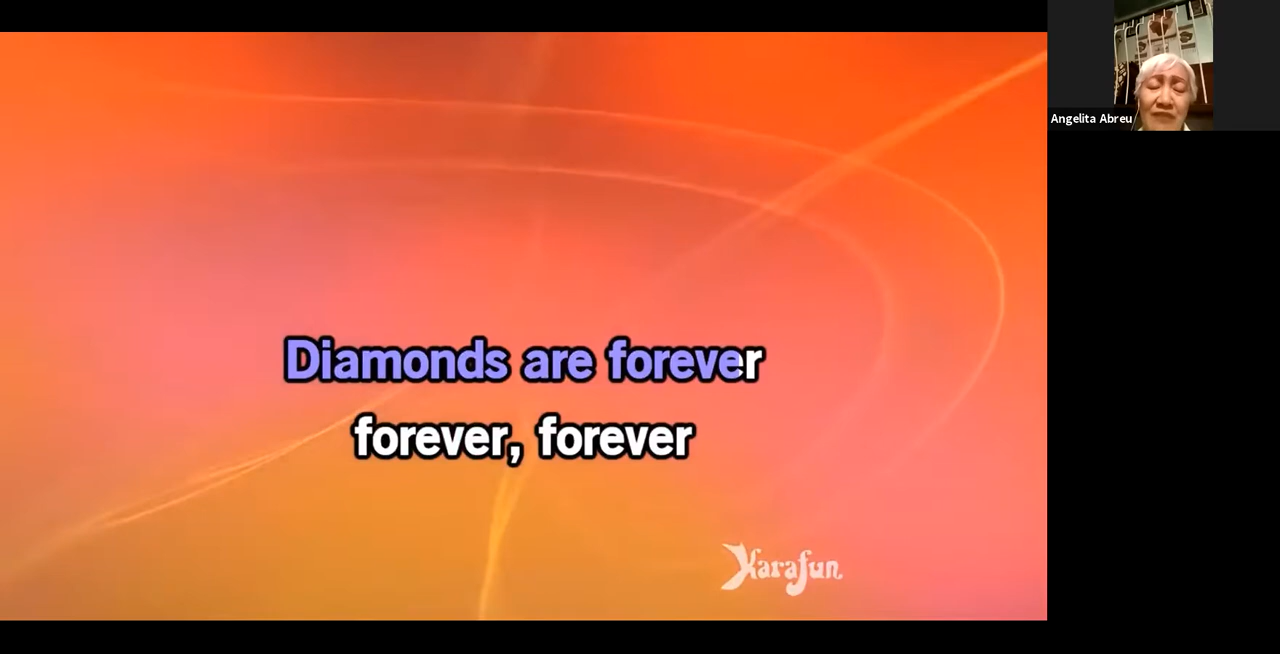 Diamonds are forever
forever, forever
Karafun
Angelita Abreu